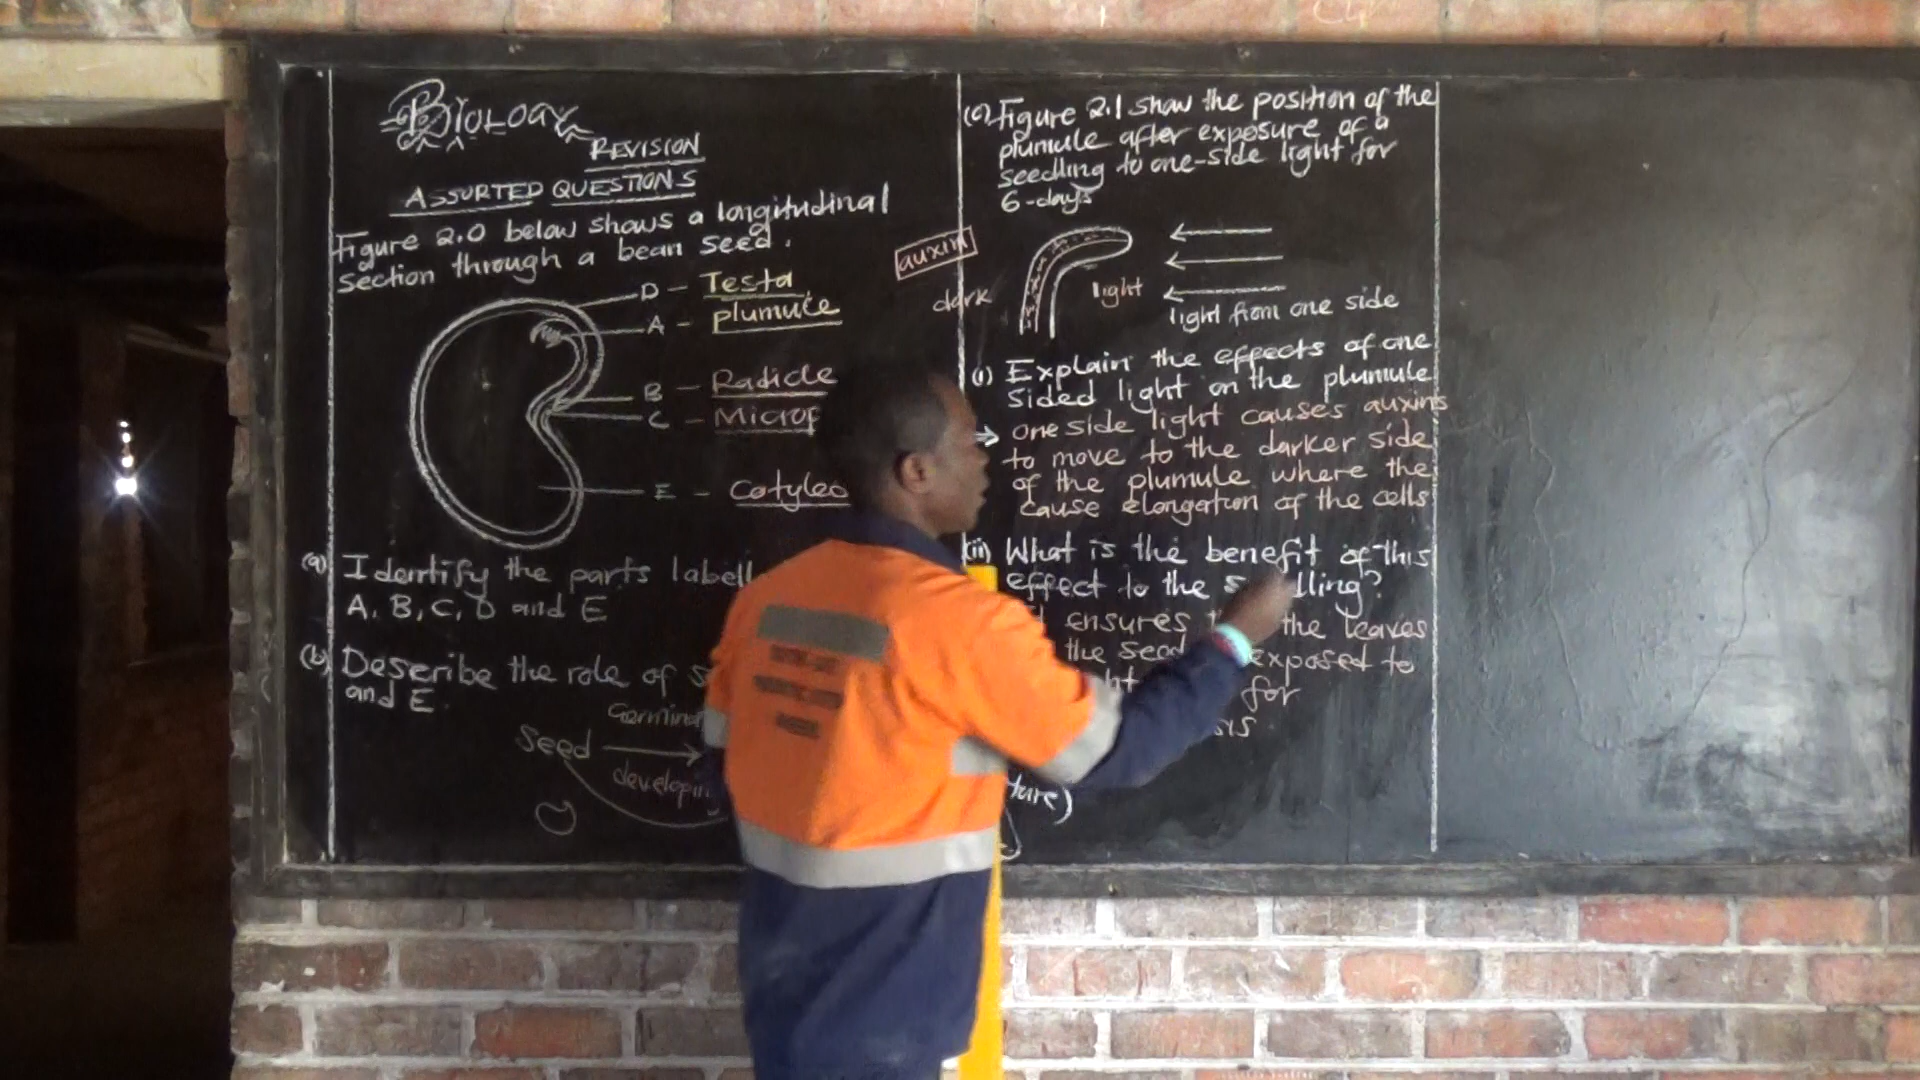 BIOLOGY
REVISION
ASSORTED QUESTIONS
Figure 2.0 below shows a longitudinal
section through a bean seed.
D - Testa
A - plumule
B - Radicle
C -
E -
(a) Identify the parts
A, B, C, D and E
(b) Describe the role of
and E.
Seed
(c) Figure 2.1 show the position of the
plumule after exposure of a
seedling to one-side light for
6-days
auxin
dark
light
light from one side
(i) Explain the effects of one
sided light on the plumule
→ one side light causes auxins
to move to the darker side
of the plumule where the
cause elongation of the cells
(ii) What is the benefit of this
effect to the
ensures the leaves
the exposed to
for